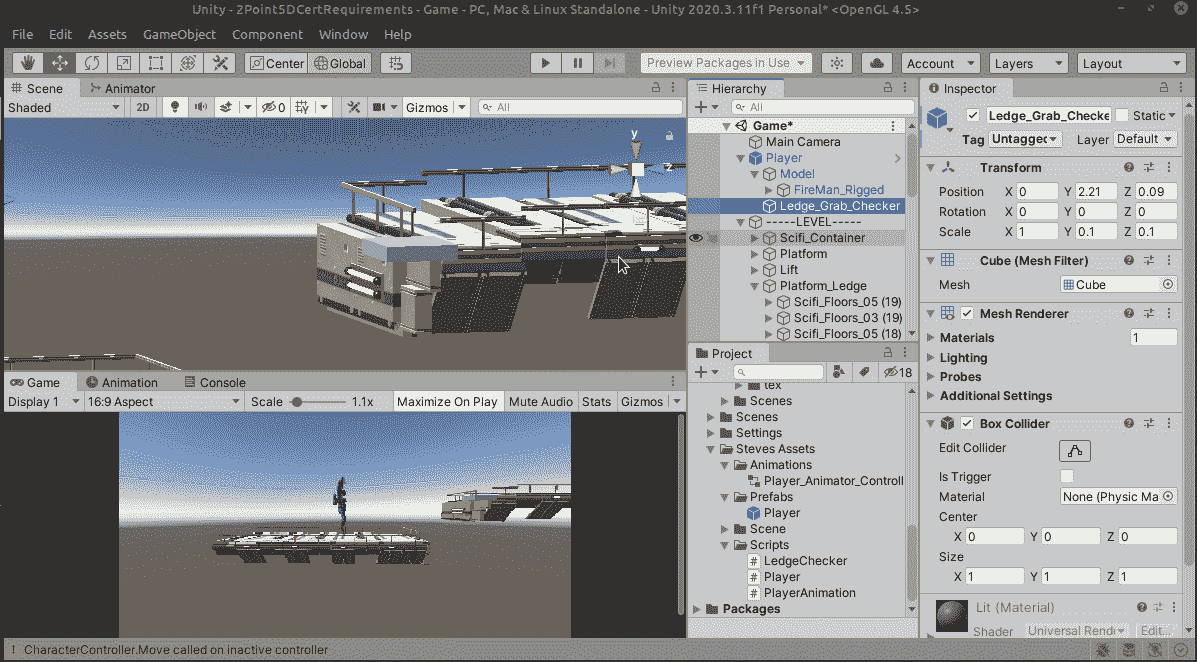 Unity - 2Point5DCertRequirements - Game - PC, Mac & Linux Standalone - Unity 2020.3.11f1 Personal* <OpenGL 4.5>
File Edit Assets GameObject Component Window Help
Center Global Preview Packages in Use Account Layers Layout
Scene Animator
Shaded 2D 0 Gizmos All
y
z
Game Animation Console
Display 1 16:9 Aspect Scale 1.1x Maximize On Play Mute Audio Stats Gizmos
Hierarchy
All
Game*
Main Camera
Player
Model
FireMan_Rigged
Ledge_Grab_Checker
-----LEVEL-----
Scifi_Container
Platform
Lift
Platform_Ledge
Scifi_Floors_05 (19)
Scifi_Floors_03 (19)
Scifi_Floors_05 (18)
Project
18
tex
Scenes
Scenes
Settings
Steves Assets
Animations
Player_Animator_Controll
Prefabs
Player
Scene
Scripts
LedgeChecker
Player
PlayerAnimation
Packages
Inspector
Ledge_Grab_Checke Static
Tag Untagged Layer Default
Transform
Position X 0 Y 2.21 Z 0.09
Rotation X 0 Y 0 Z 0
Scale X 1 Y 0.1 Z 0.1
Cube (Mesh Filter)
Mesh Cube
Mesh Renderer
Materials 1
Lighting
Probes
Additional Settings
Box Collider
Edit Collider
Is Trigger
Material None (Physic Ma
Center
X 0 Y 0 Z 0
Size
X 1 Y 1 Z 1
Lit (Material)
Shader Universal Rende Edit...
! CharacterController.Move called on inactive controller